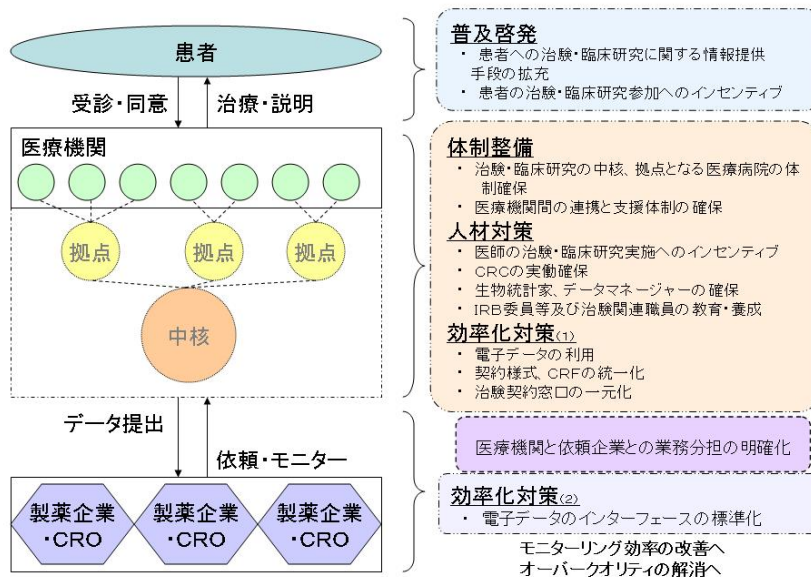 患者
受診・同意
治療・説明
医療機関
拠点
拠点
拠点
中核
データ提出
依頼・モニター
製薬企業
・CRO
製薬企業
・CRO
製薬企業
・CRO
普及啓発
・ 患者への治験・臨床研究に関する情報提供
手段の拡充
・ 患者の治験・臨床研究参加へのインセンティブ
体制整備
・ 治験・臨床研究の中核、拠点となる医療病院の体
制確保
・ 医療機関間の連携と支援体制の確保
人材対策
・ 医師の治験・臨床研究実施へのインセンティブ
・ CRCの実働確保
・ 生物統計家、データマネージャーの確保
・ IRB委員等及び治験関連職員の教育・養成
効率化対策(1)
・ 電子データの利用
・ 契約様式、CRFの統一化
・ 治験契約窓口の一元化
医療機関と依頼企業との業務分担の明確化
効率化対策(2)
・ 電子データのインターフェースの標準化
モニターリング効率の改善へ
オーバークオリティの解消へ